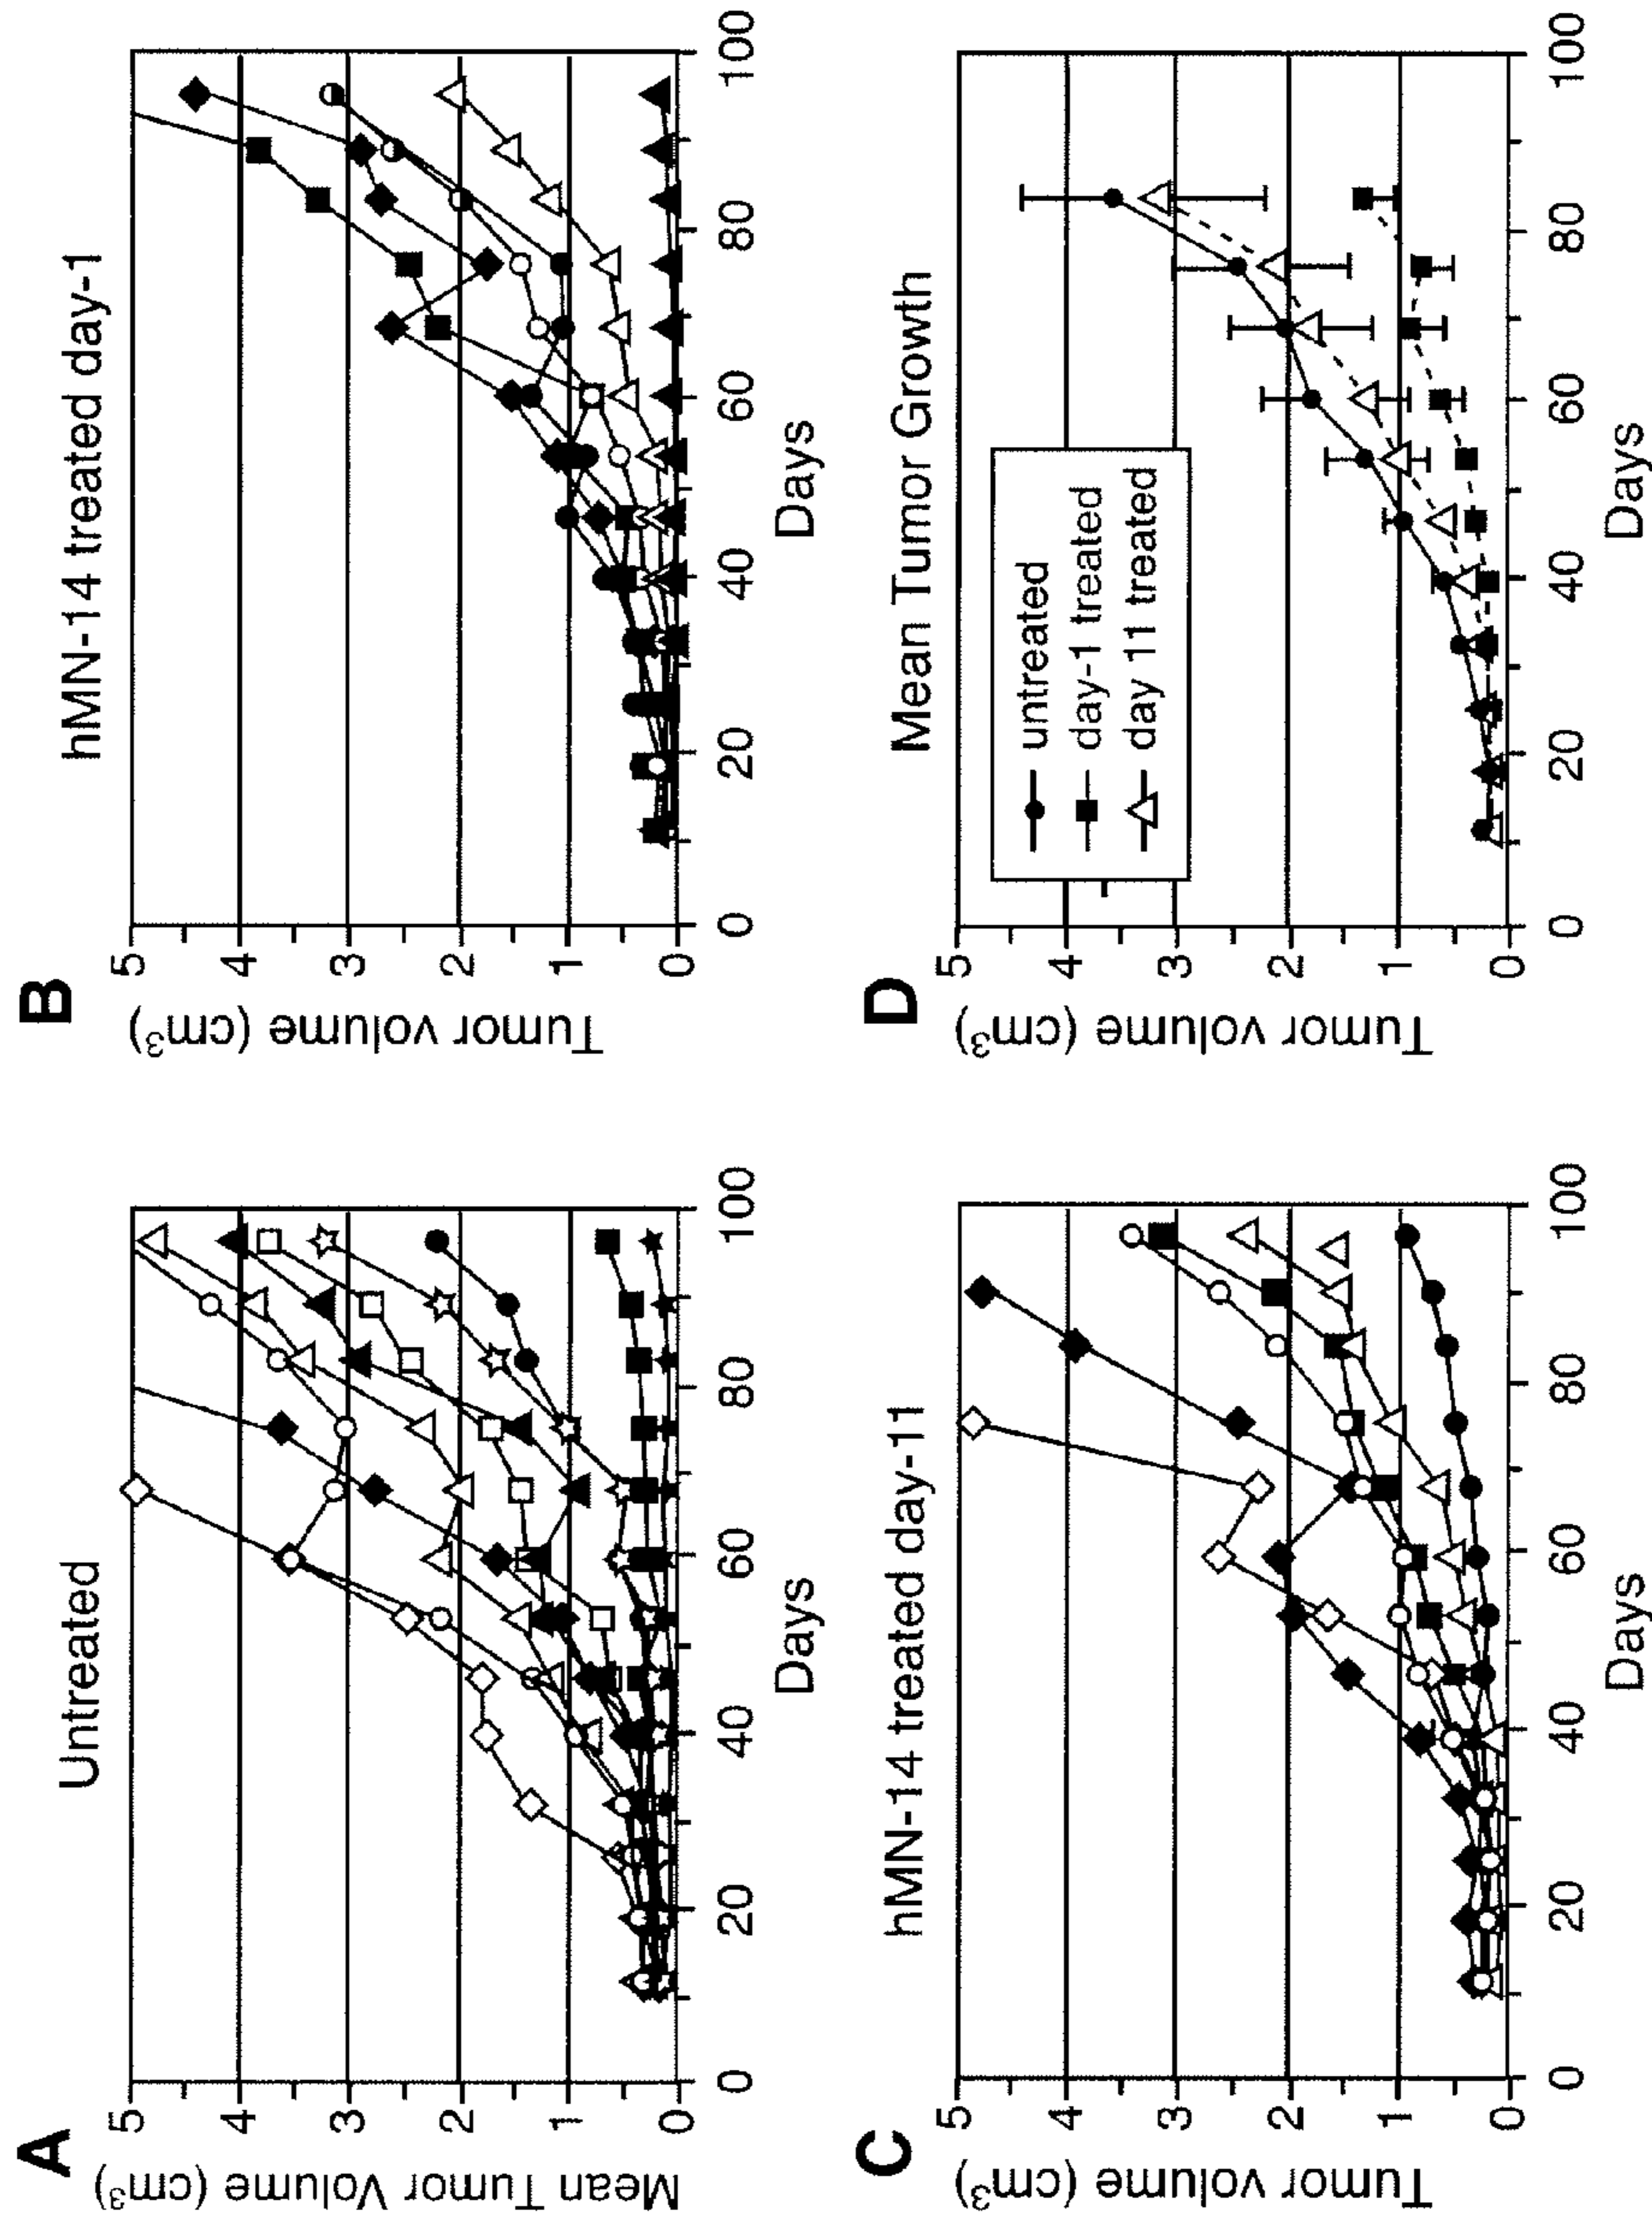 A
Untreated
Mean Tumor Volume (cm³)
5
4
3
2
1
0
0 20 40 60 80 100
Days
B
hMN-14 treated day-1
Tumor volume (cm³)
5
4
3
2
1
0
0 20 40 60 80 100
Days
C
hMN-14 treated day-11
Tumor volume (cm³)
5
4
3
2
1
0
0 20 40 60 80 100
Days
D
Mean Tumor Growth
untreated
day-1 treated
day 11 treated
Tumor volume (cm³)
5
4
3
2
1
0
0 20 40 60 80 100
Days